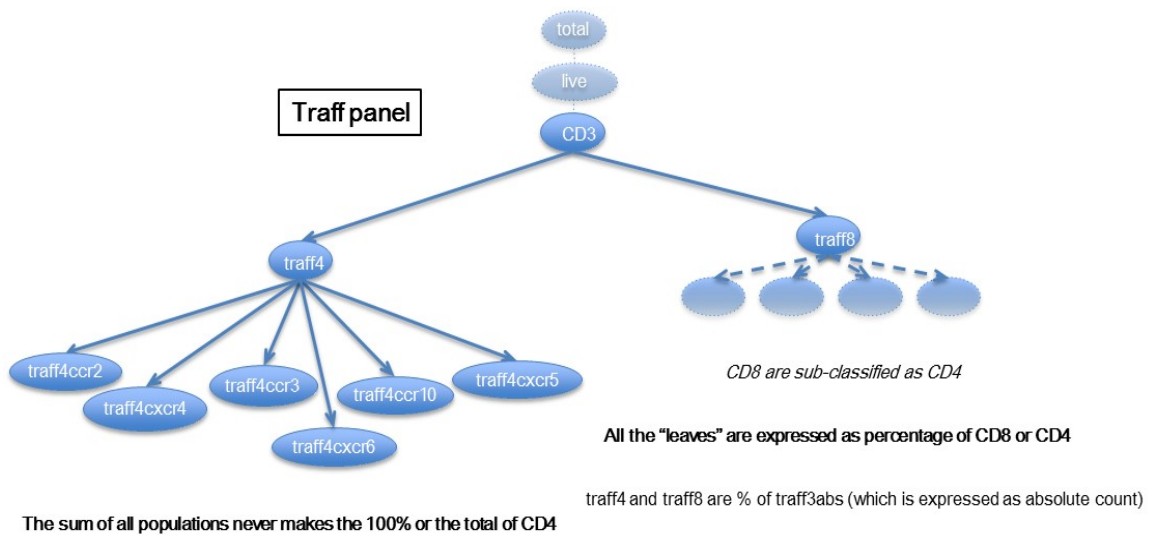 total
live
Traff panel
CD3
traff8
traff4
traff4ccr2
traff4cxcr4
traff4ccr3
traff4cxcr6
traff4ccr10
traff4cxcr5
CD8 are sub-classified as CD4
All the “leaves” are expressed as percentage of CD8 or CD4
traff4 and traff8 are % of traff3abs (which is expressed as absolute count)
The sum of all populations never makes the 100% or the total of CD4